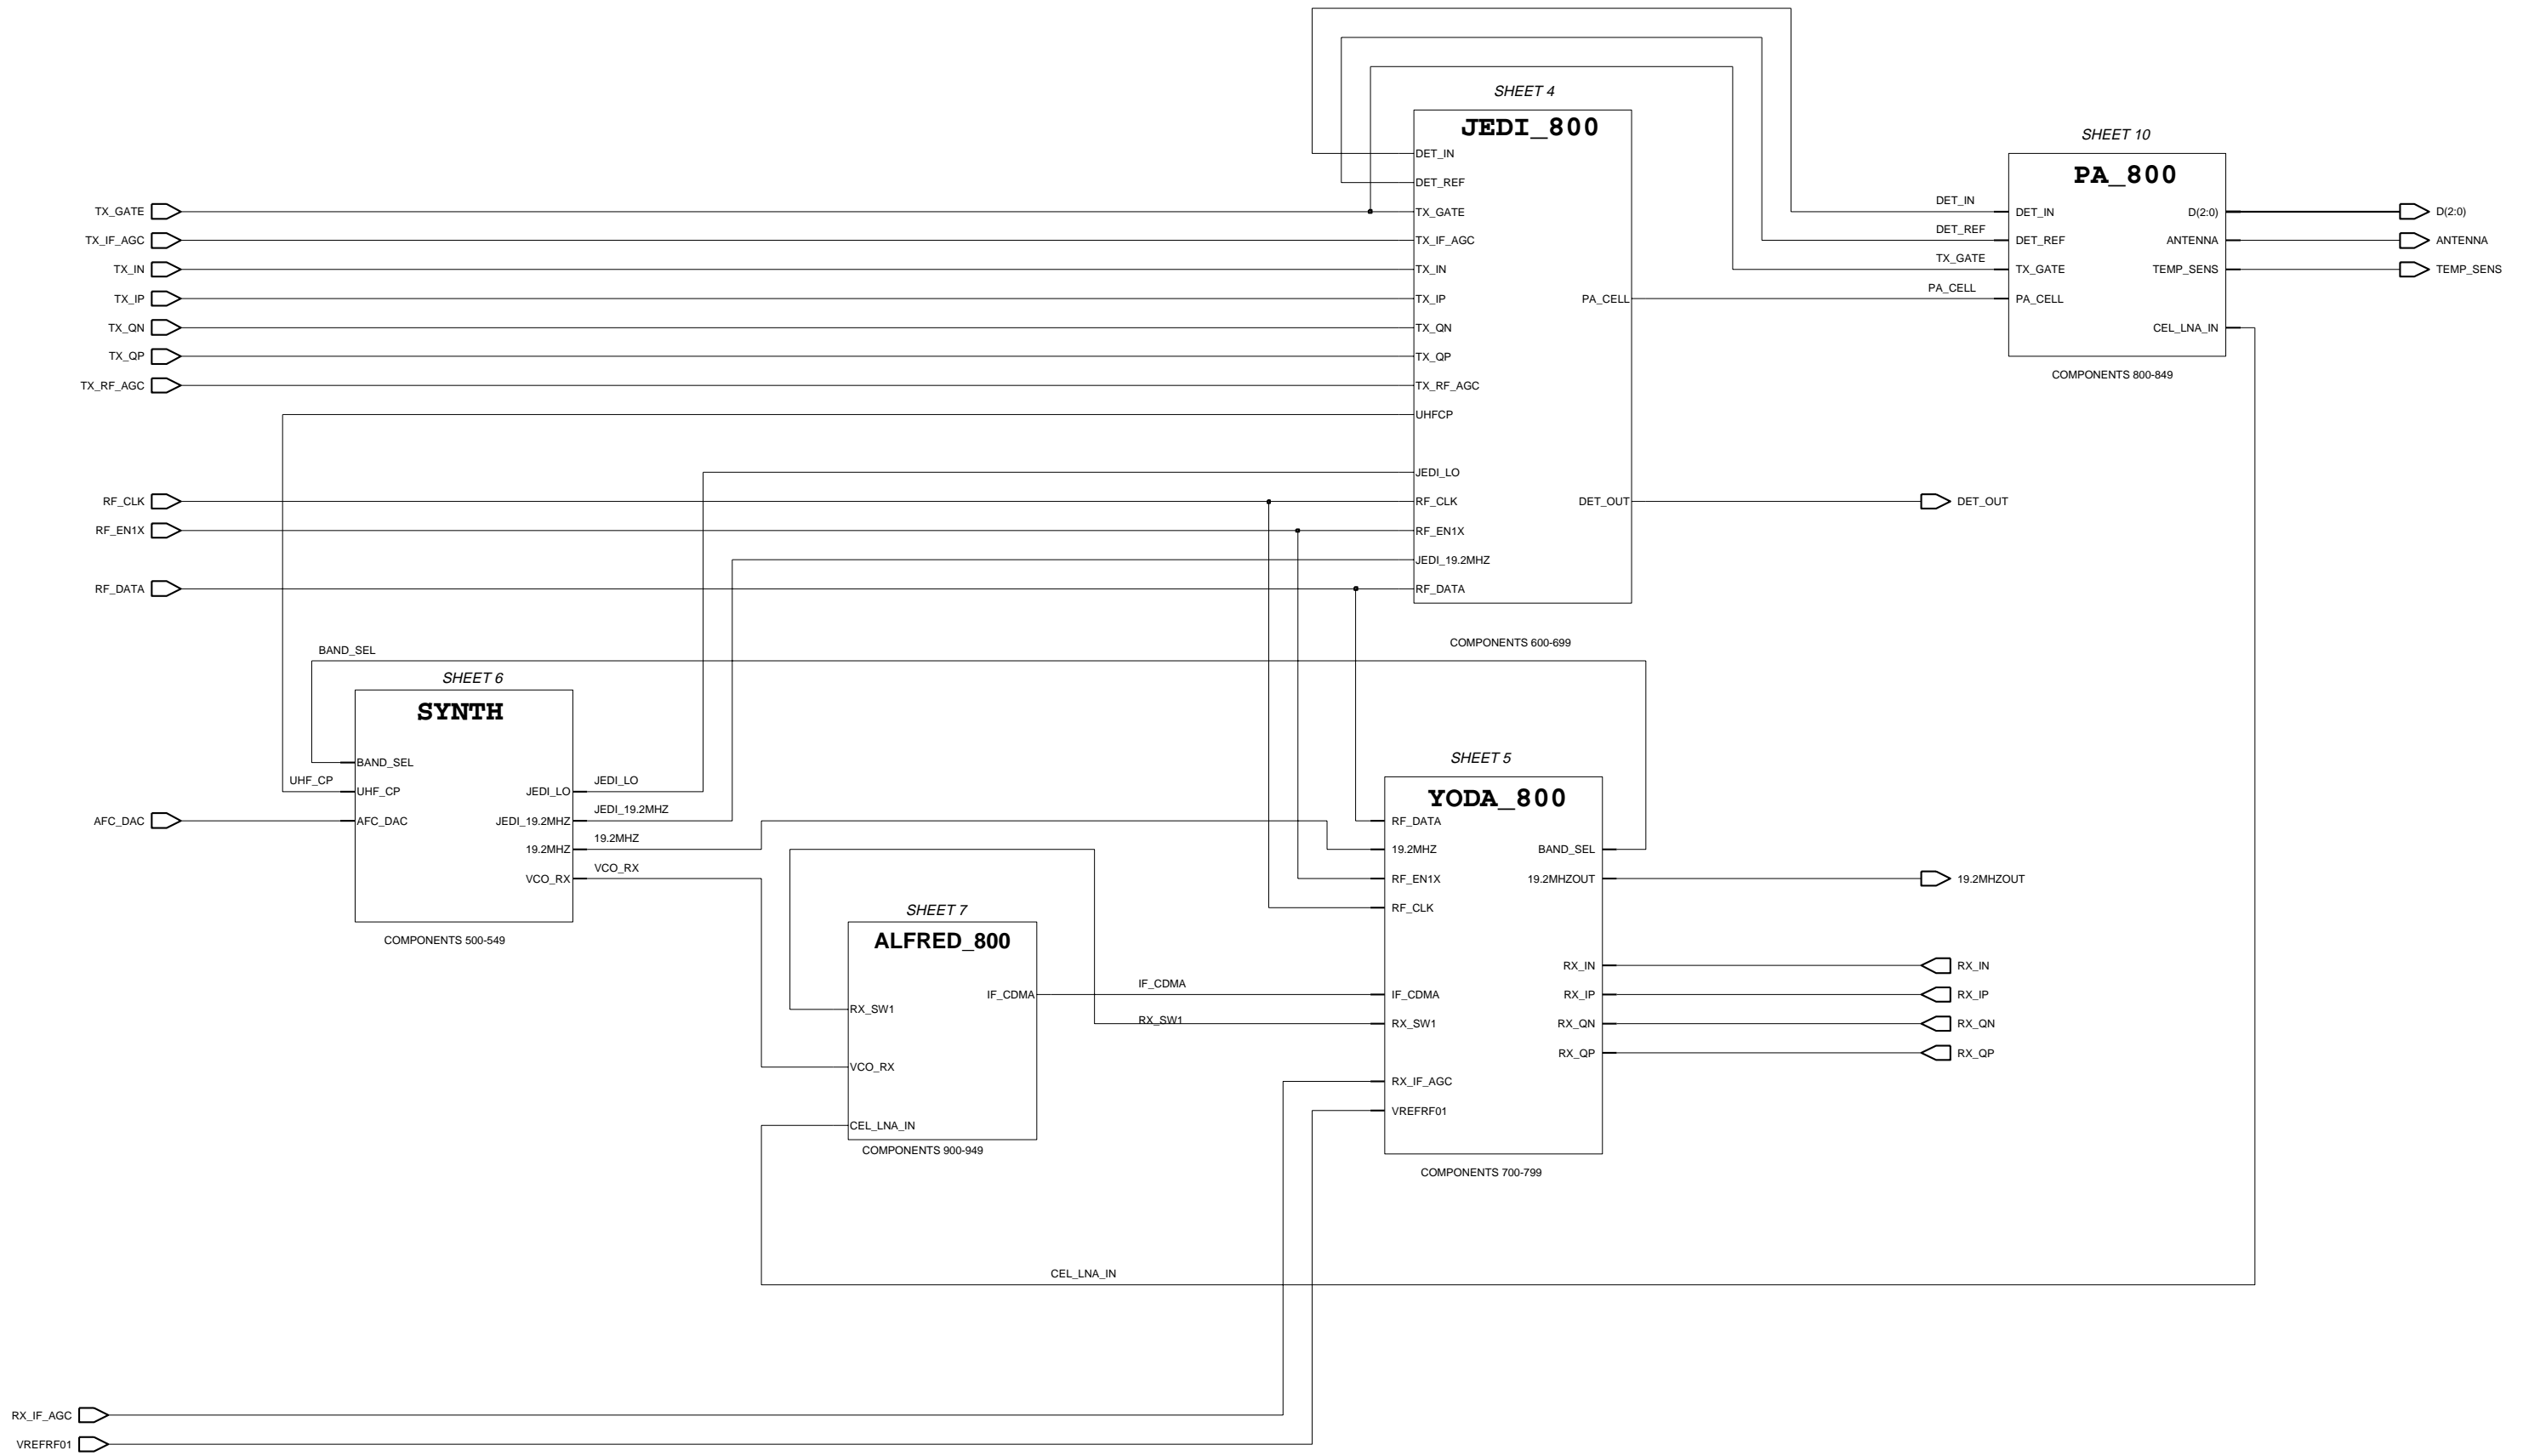 SHEET 4
JEDI_800
DET_IN
DET_REF
TX_GATE
TX_IF_AGC
TX_IN
TX_IP
TX_QN
TX_QP
TX_RF_AGC
UHFCP
JEDI_LO
RF_CLK
RF_EN1X
JEDI_19.2MHZ
RF_DATA
PA_CELL
DET_OUT
COMPONENTS 600-699
SHEET 10
PA_800
DET_IN
DET_REF
TX_GATE
PA_CELL
DET_IN
DET_REF
TX_GATE
PA_CELL
D(2:0)
ANTENNA
TEMP_SENS
CEL_LNA_IN
COMPONENTS 800-849
D(2:0)
ANTENNA
TEMP_SENS
TX_GATE
TX_IF_AGC
TX_IN
TX_IP
TX_QN
TX_QP
TX_RF_AGC
RF_CLK
RF_EN1X
RF_DATA
DET_OUT
BAND_SEL
SHEET 6
SYNTH
UHF_CP
BAND_SEL
UHF_CP
AFC_DAC
AFC_DAC
JEDI_LO
JEDI_19.2MHZ
19.2MHZ
VCO_RX
JEDI_LO
JEDI_19.2MHZ
19.2MHZ
VCO_RX
COMPONENTS 500-549
SHEET 7
ALFRED_800
RX_SW1
VCO_RX
CEL_LNA_IN
IF_CDMA
COMPONENTS 900-949
IF_CDMA
RX_SW1
SHEET 5
YODA_800
RF_DATA
19.2MHZ
RF_EN1X
RF_CLK
IF_CDMA
RX_SW1
RX_IF_AGC
VREFRF01
BAND_SEL
19.2MHZOUT
RX_IN
RX_IP
RX_QN
RX_QP
COMPONENTS 700-799
19.2MHZOUT
RX_IN
RX_IP
RX_QN
RX_QP
CEL_LNA_IN
RX_IF_AGC
VREFRF01